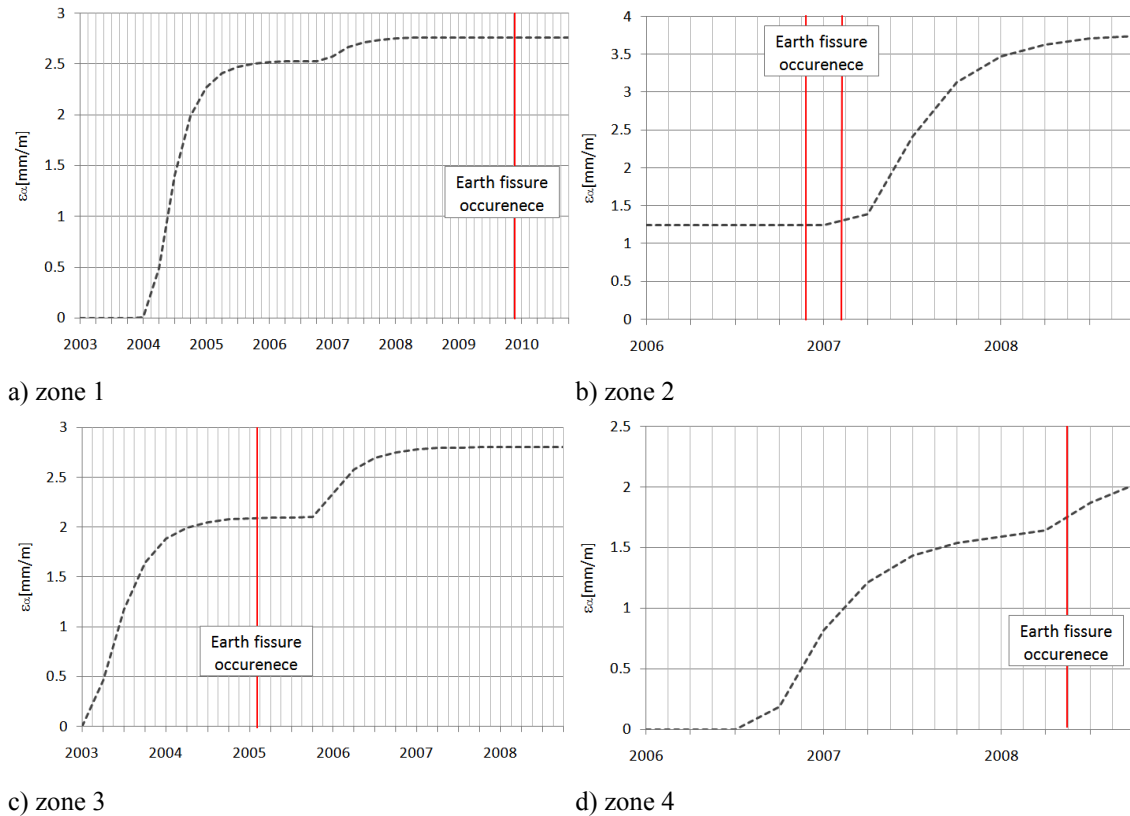 3
2.5
2
1.5
1
0.5
0
εα[mm/m]
Earth fissure
occurenece
2003 2004 2005 2006 2007 2008 2009 2010
a) zone 1
4
3.5
3
2.5
2
1.5
1
0.5
0
εα[mm/m]
Earth fissure
occurenece
2006 2007 2008
b) zone 2
3
2.5
2
1.5
1
0.5
0
εα[mm/m]
Earth fissure
occurenece
2003 2004 2005 2006 2007 2008
c) zone 3
2.5
2
1.5
1
0.5
0
εα[mm/m]
Earth fissure
occurenece
2006 2007 2008
d) zone 4